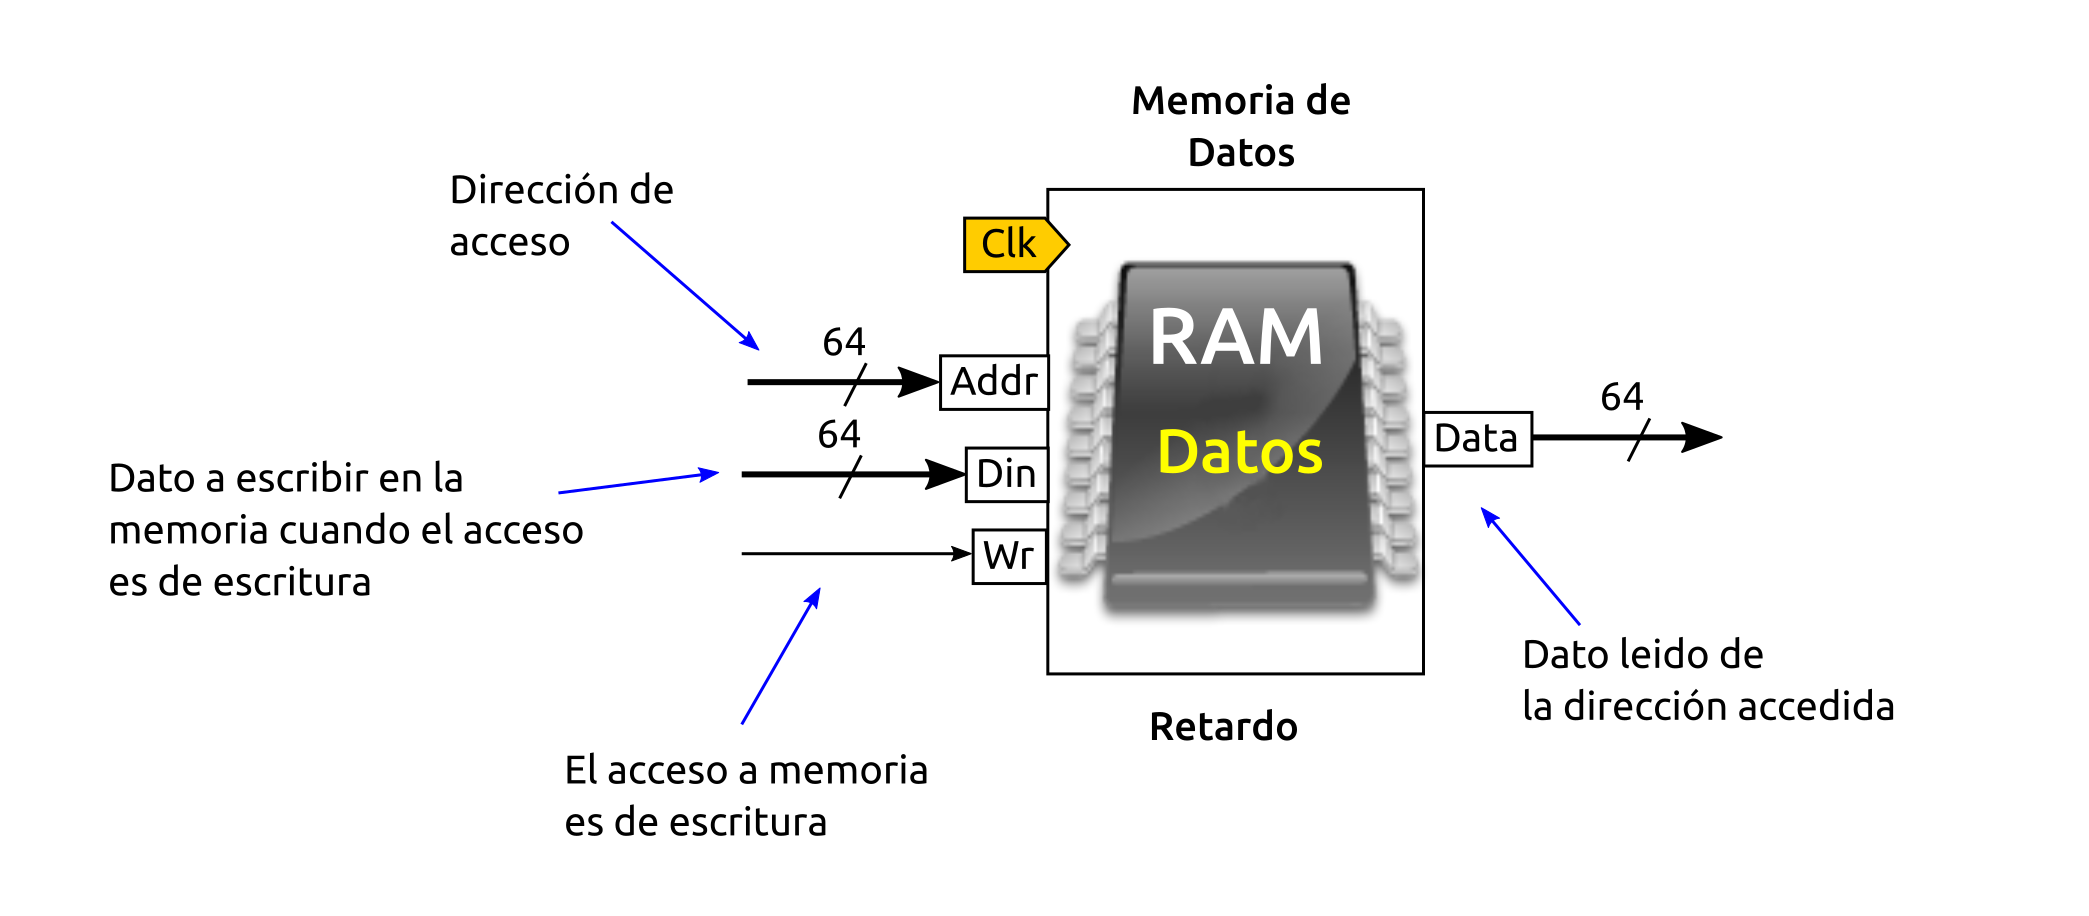 Memoria de
Datos
Dirección de
acceso
Clk
RAM
64
Addr
64
Data
64
Din
Datos
Dato a escribir en la
memoria cuando el acceso
es de escritura
Wr
Dato leido de
la dirección accedida
Retardo
El acceso a memoria
es de escritura